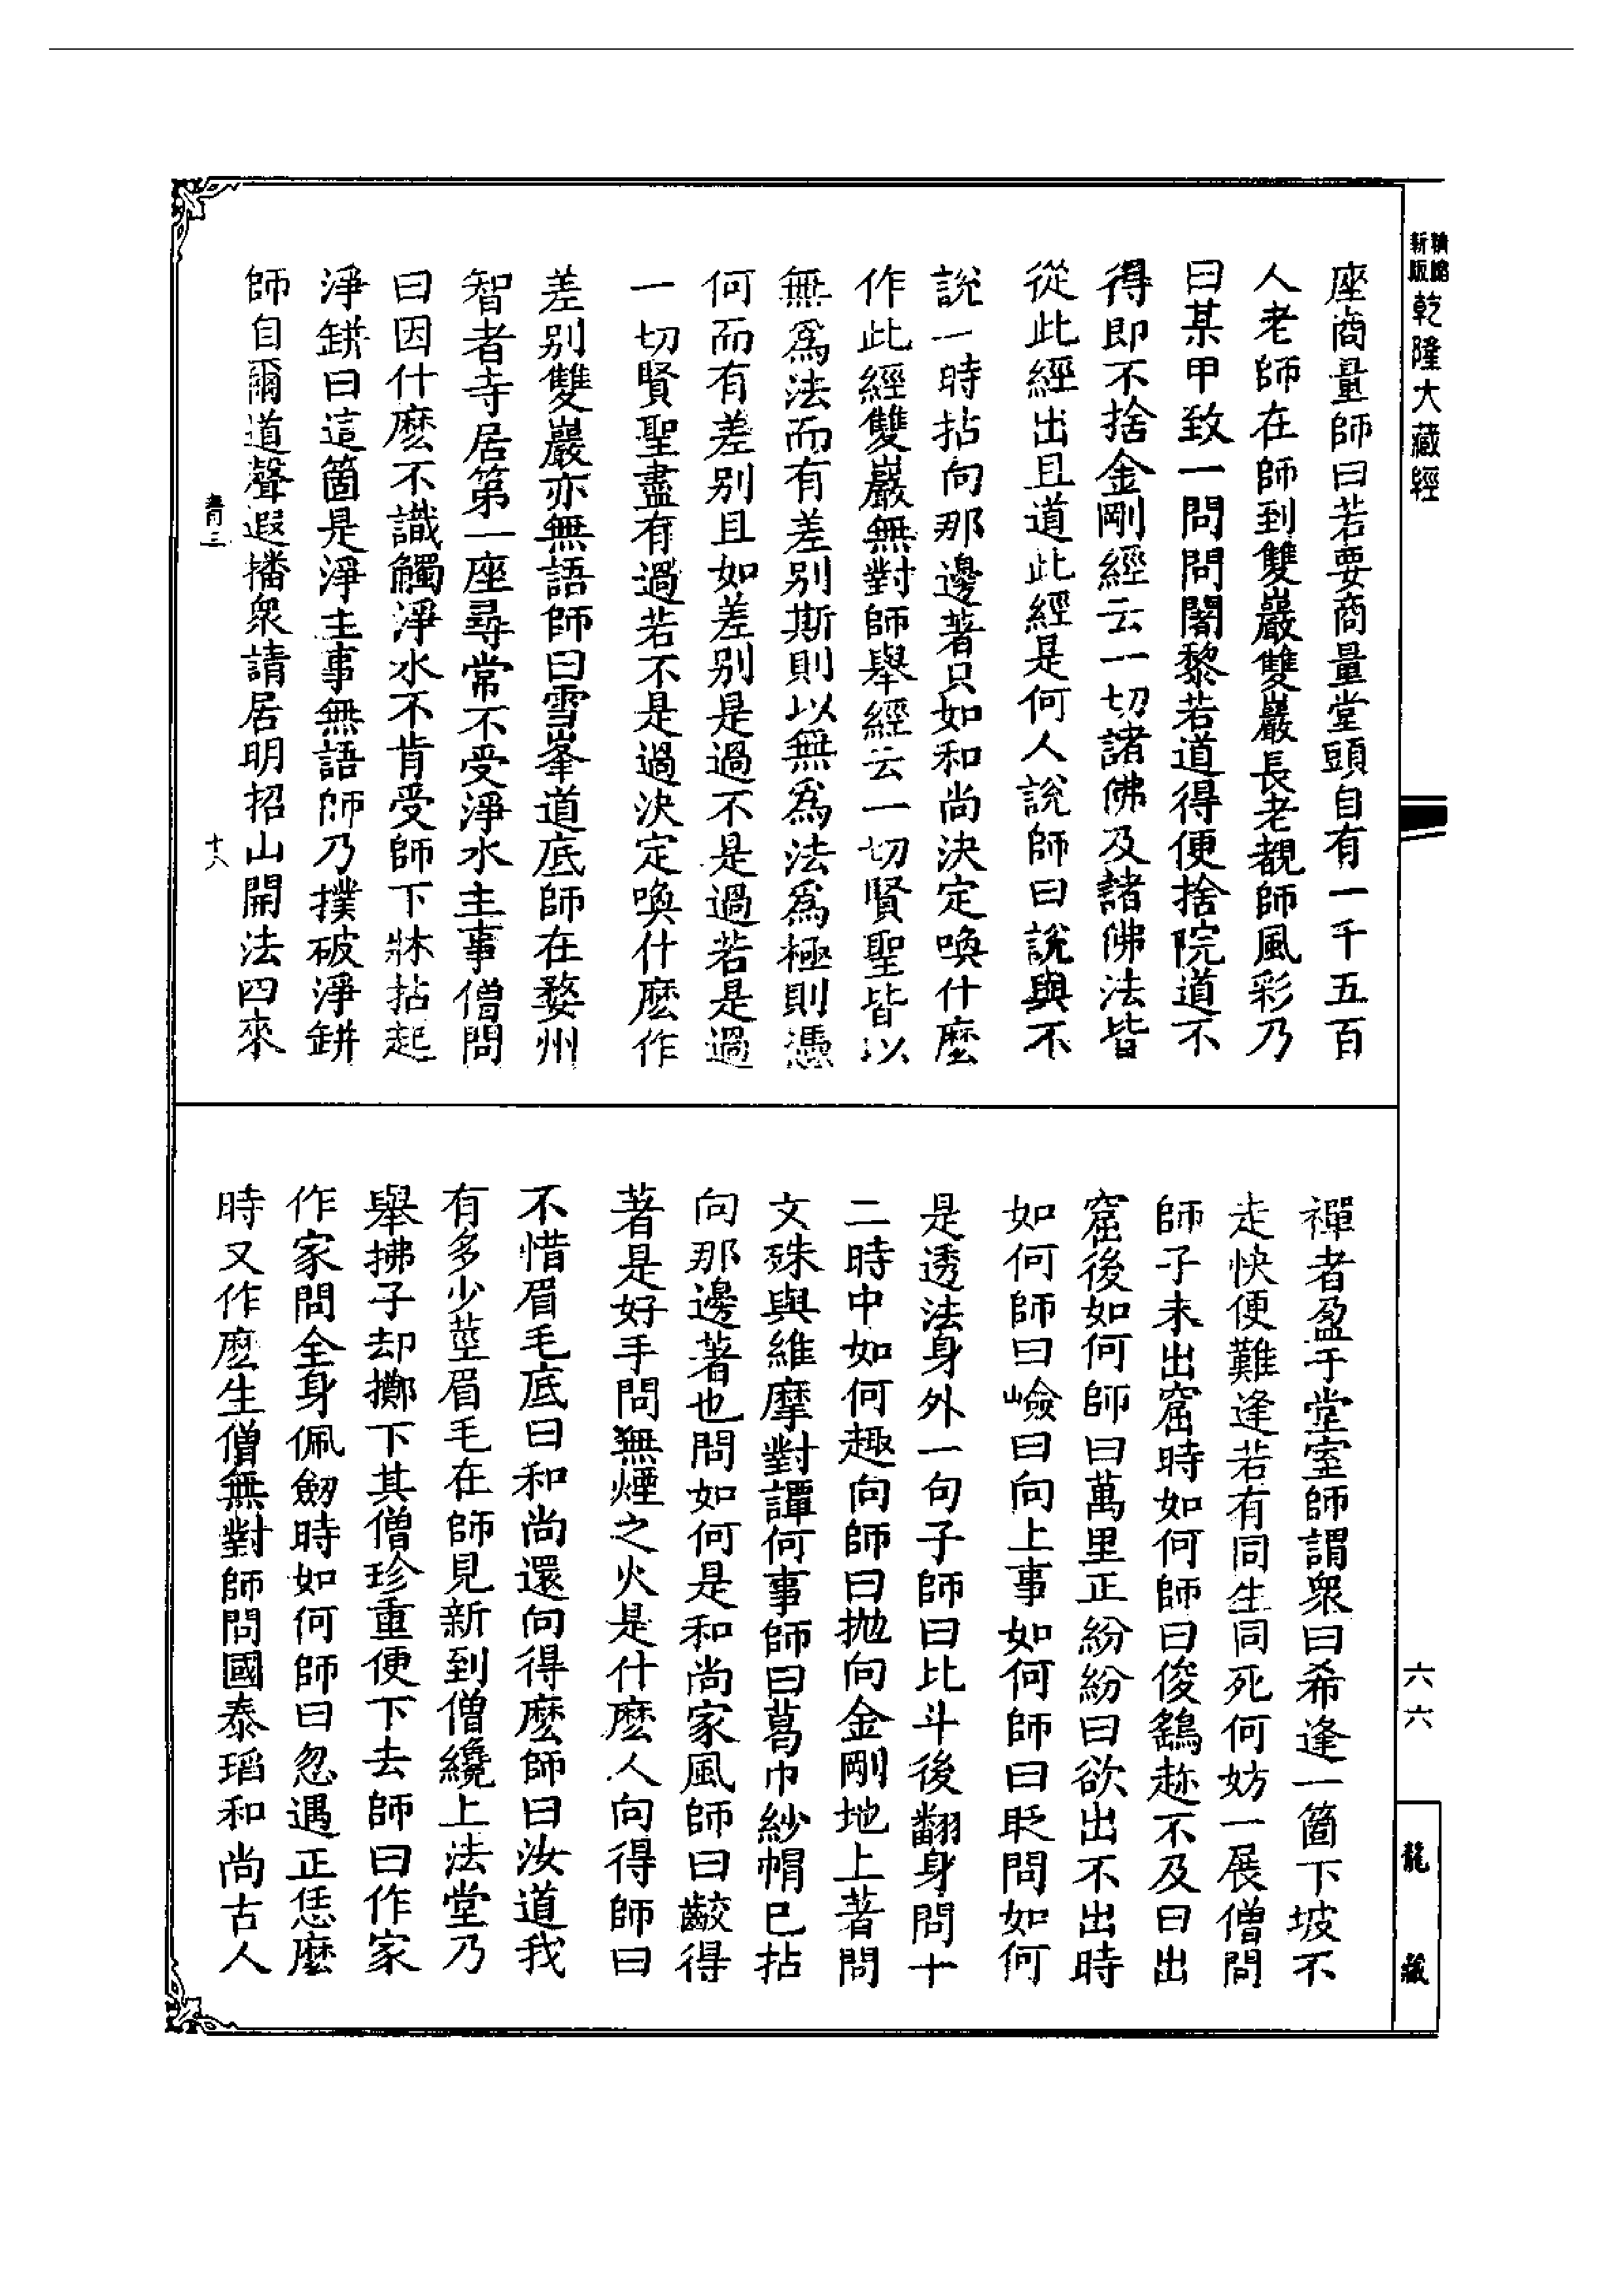 精縮新版乾隆大藏經
座商量師曰若要商量堂頭自有一千五百
人老師在師到雙巖雙巖長老覩師風彩乃
曰某甲致一問問闍黎若道得便捨院道不
得即不捨金剛經云一切諸佛及諸佛法皆
從此經出且道此經是何人說師曰說與不
說一時拈向那邊著只如和尚決定喚什麽
作此經雙巖無對師舉經云一切賢聖皆以
無爲法而有差別斯則以無爲法爲極則憑
何而有差別且如差別是過不是過若是過
一切賢聖盡有過若不是過決定喚什麽作
差別雙巖亦無語師曰雪峯道底師在婺州
智者寺居第一座尋常不受淨水主事僧問
曰因什麽不識觸淨水不肯受師下牀拈起
淨缾曰這箇是淨主事無語師乃撲破淨缾
師自爾道聲遐播衆請居明招山開法四來
十八
禪者盈于堂室師謂衆曰希逢一箇下坡不
走快便難逢若有同生同死何妨一展僧問
師子未出窟時如何師曰俊鷂趂不及曰出
窟後如何師曰萬里正紛紛曰欲出不出時
如何師曰嶮曰向上事如何師曰眨問如何
是透法身外一句子師曰北斗後翻身問十
二時中如何趣向師曰抛向金剛地上著問
文殊與維摩對譚何事師曰葛巾紗帽已拈
向那邊著也問如何是和尚家風師曰齩得
著是好手問無煙之火是什麽人向得師曰
不惜眉毛底曰和尚還向得麽師曰汝道我
有多少莖眉毛在師見新到僧纔上法堂乃
舉拂子却擲下其僧珍重便下去師曰作家
作家問全身佩劒時如何師曰忽遇正恁麽
時又作麽生僧無對師問國泰瑫和尚古人
六六
龍藏